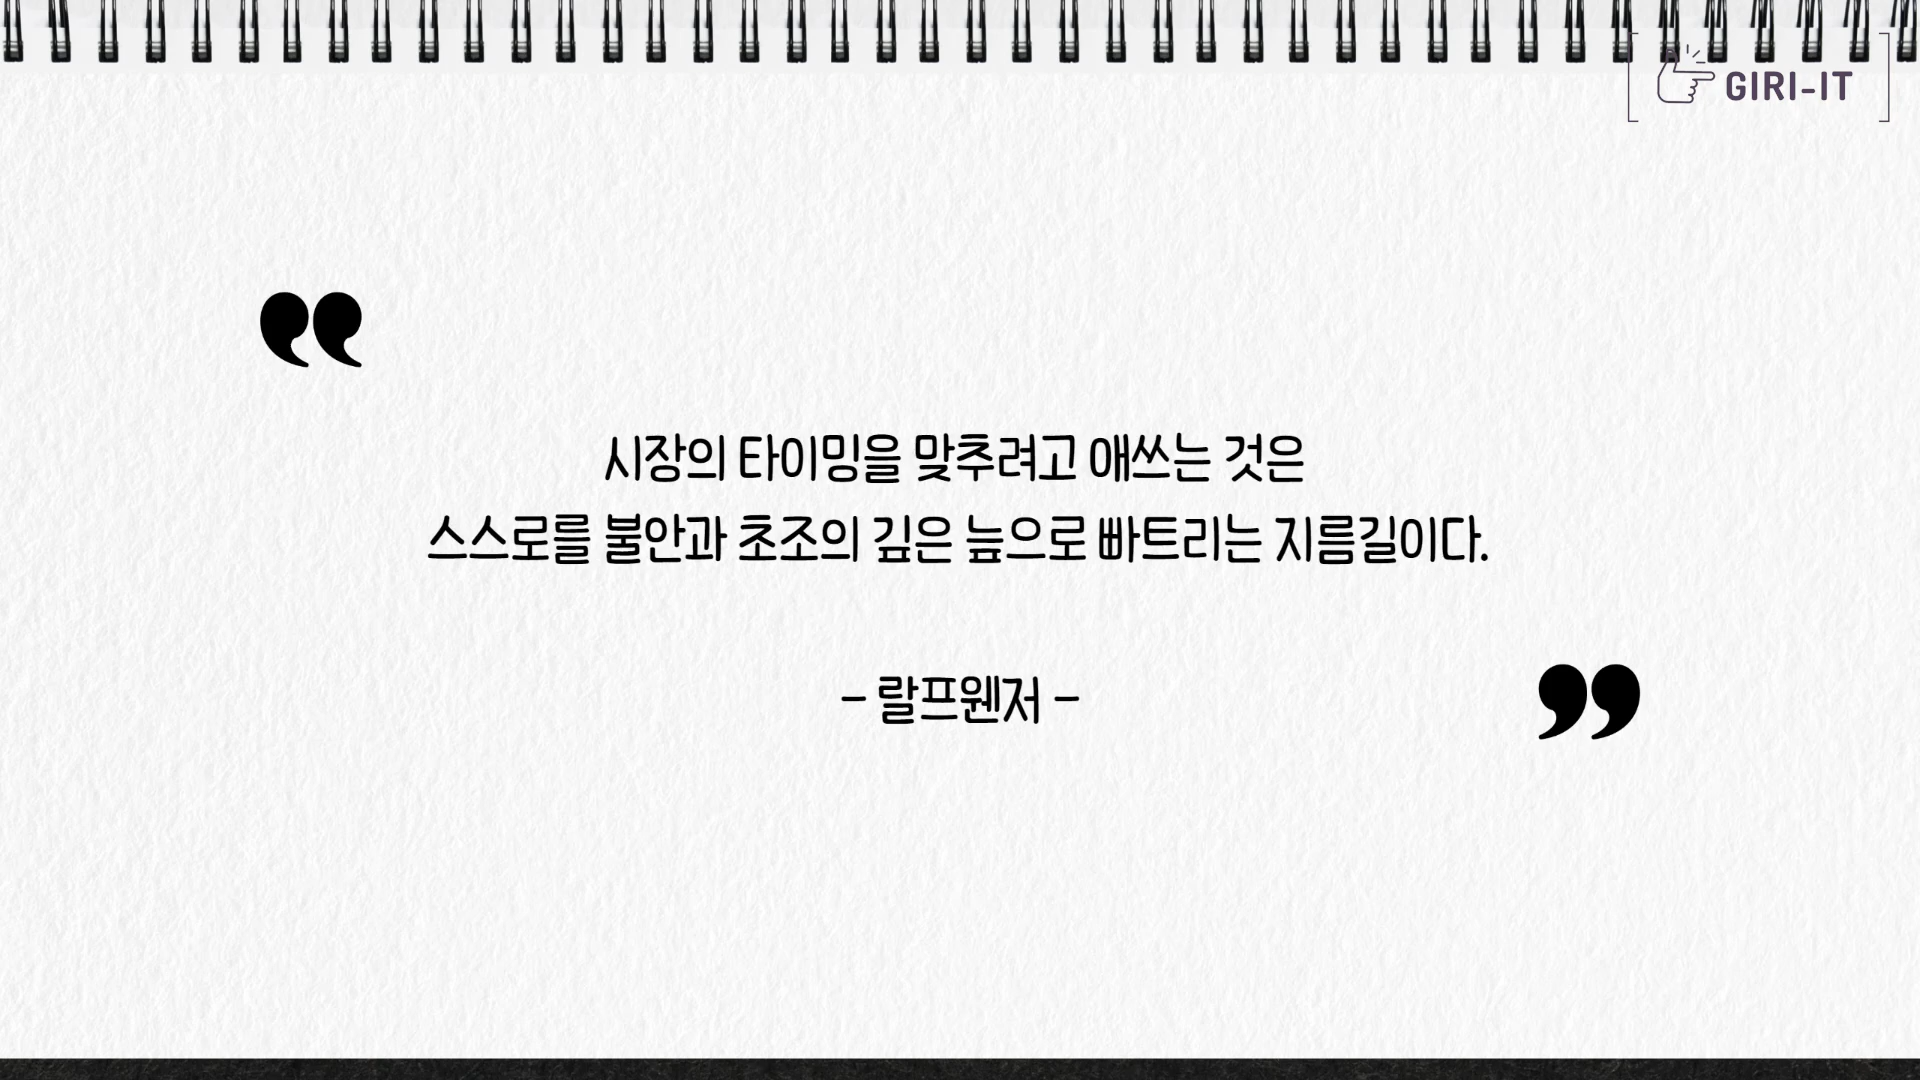 GIRI-IT
시장의 타이밍을 맞추려고 애쓰는 것은
스스로를 불안과 초조의 깊은 늪으로 빠트리는 지름길이다.
- 랄프웬저 -